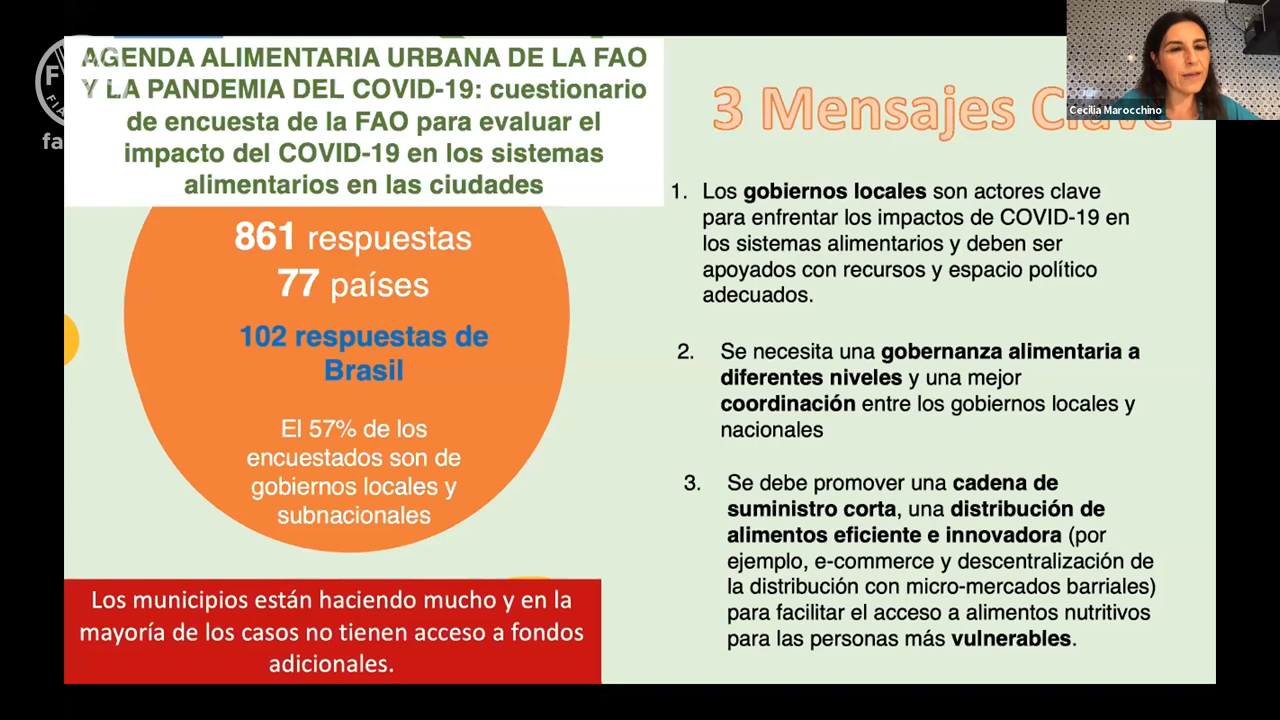 AGENDA ALIMENTARIA URBANA DE LA FAO
Y LA PANDEMIA DEL COVID-19: cuestionario
de encuesta de la FAO para evaluar el
impacto del COVID-19 en los sistemas
alimentarios en las ciudades
861 respuestas
77 países
102 respuestas de
Brasil
El 57% de los
encuestados son de
gobiernos locales y
subnacionales
Los municipios están haciendo mucho y en la
mayoría de los casos no tienen acceso a fondos
adicionales.
Cecilia Marocchino
3 Mensajes Clave
1. Los gobiernos locales son actores clave
para enfrentar los impactos de COVID-19 en
los sistemas alimentarios y deben ser
apoyados con recursos y espacio político
adecuados.
2. Se necesita una gobernanza alimentaria a
diferentes niveles y una mejor
coordinación entre los gobiernos locales y
nacionales
3. Se debe promover una cadena de
suministro corta, una distribución de
alimentos eficiente e innovadora (por
ejemplo, e-commerce y descentralización de
la distribución con micro-mercados barriales)
para facilitar el acceso a alimentos nutritivos
para las personas más vulnerables.